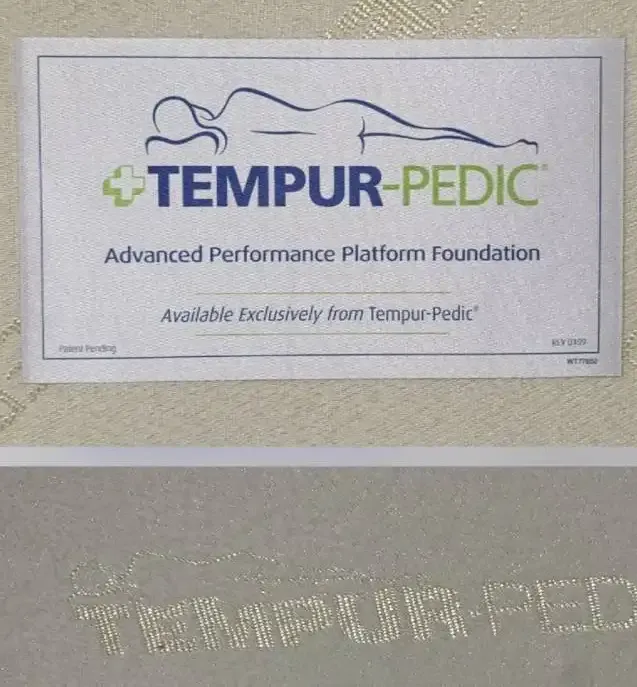 TEMPUR-PEDIC®
Advanced Performance Platform Foundation
Available Exclusively from Tempur-Pedic®
Patent Pending
TEMPUR-PED